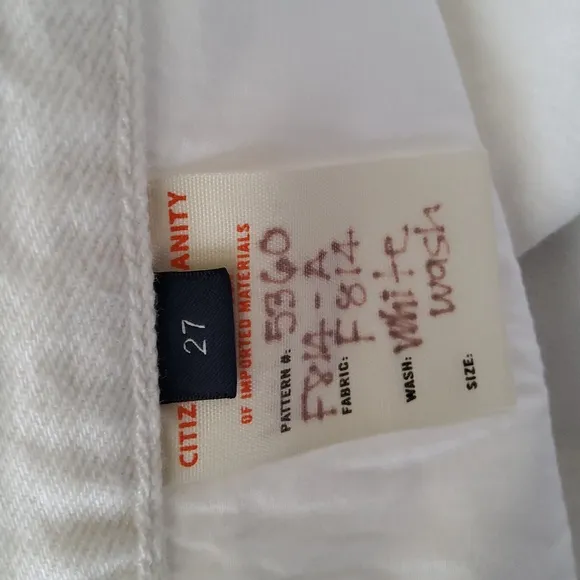 CITIZ ANITY
OF IMPORTED MATERIALS
27
PATTERN #: 5360
F814-A
FABRIC: F814
WASH: White
wash
SIZE: